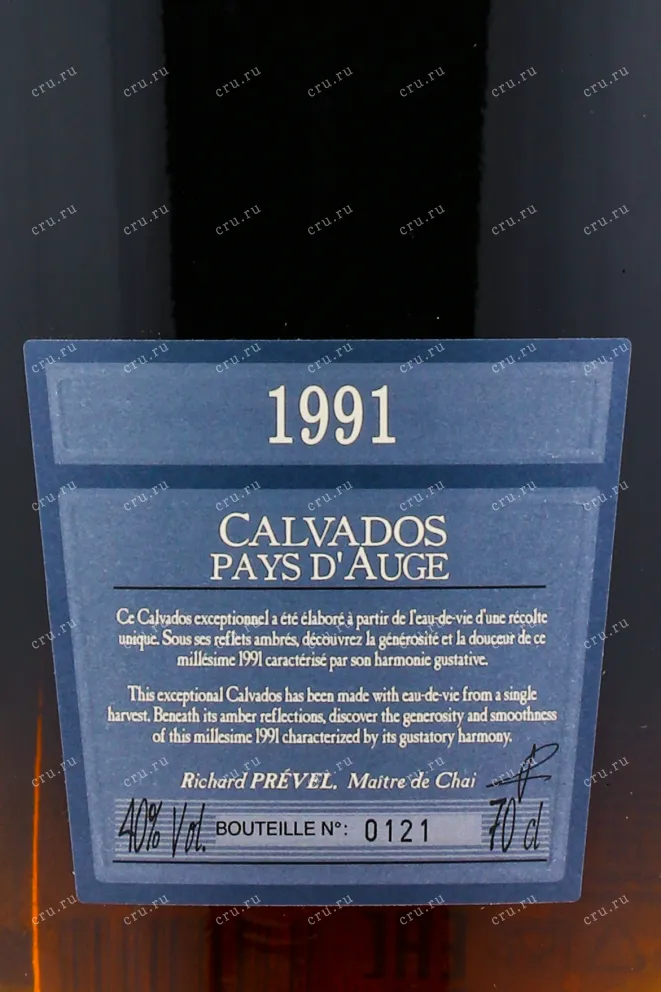 1991
CALVADOS
PAYS D'AUGE
Ce Calvados exceptionnel a été élaboré à partir de l'eau-de-vie d'une récolte
unique. Sous ses reflets ambrés, découvrez la générosité et la douceur de ce
millésime 1991 caractérisé par son harmonie gustative.
This exceptional Calvados has been made with eau-de-vie from a single
harvest. Beneath its amber reflections, discover the generosity and smoothness
of this millesime 1991 characterized by its gustatory harmony.
Richard PRÉVEL, Maître de Chai
40% Vol. BOUTEILLE N°: 0121 70 cl
cru.ru